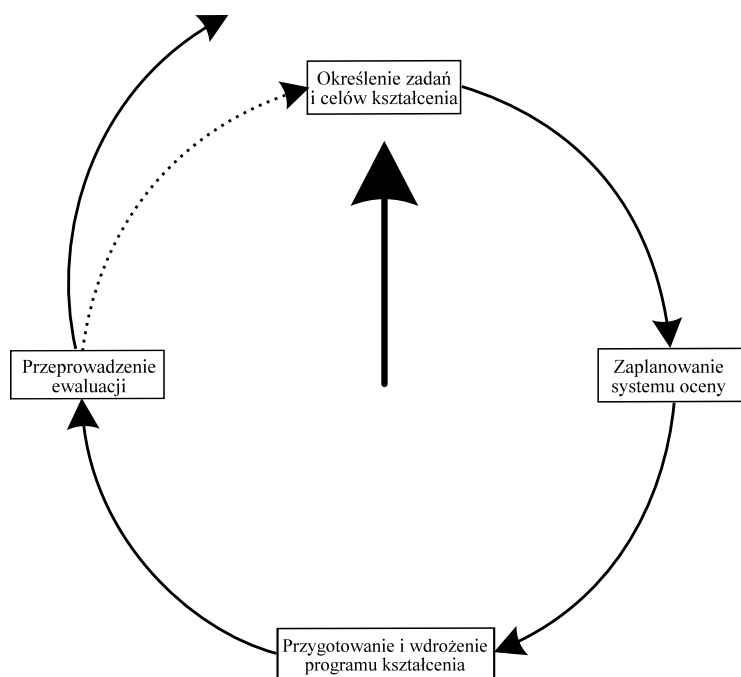 Określenie zadań
i celów kształcenia
Zaplanowanie
systemu oceny
Przygotowanie i wdrożenie
programu kształcenia
Przeprowadzenie
ewaluacji